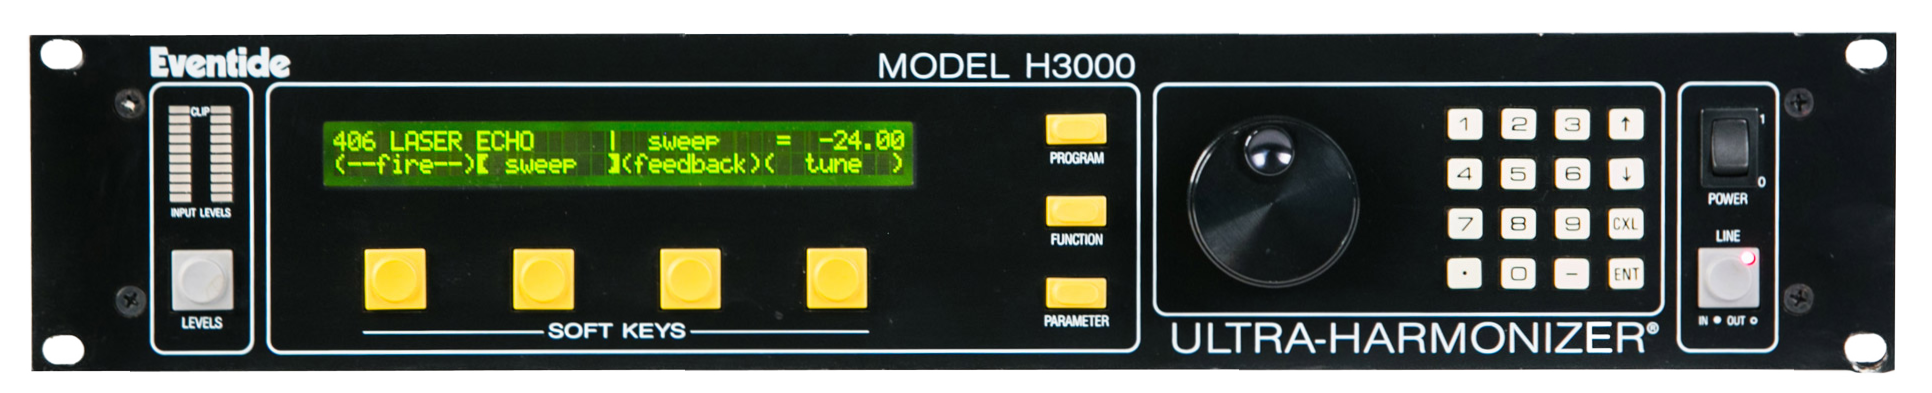 Eventide
MODEL H3000
CLIP
INPUT LEVELS
LEVELS
406 LASER ECHO | sweep = -24.00
(--fire--)【 sweep 】(feedback)( tune )
SOFT KEYS
PROGRAM
FUNCTION
PARAMETER
1 2 3 ↑
4 5 6 ↓
7 8 9 CXL
. 0 - ENT
ULTRA-HARMONIZER®
1
0
POWER
LINE
IN ● OUT ○